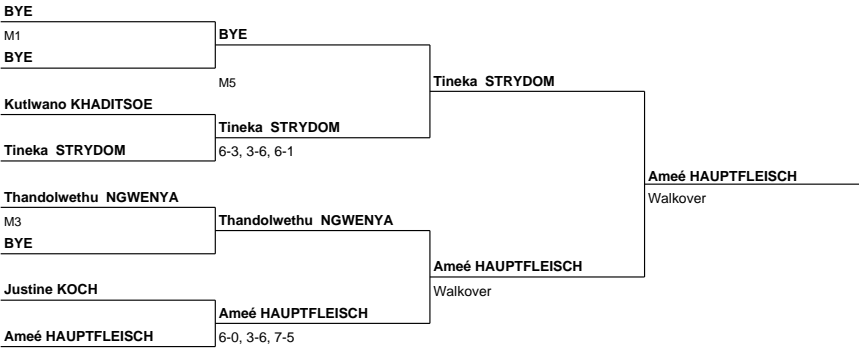 BYE
M1
BYE
BYE
M5
Tineka STRYDOM
Kutlwano KHADITSOE
Tineka STRYDOM
Tineka STRYDOM
6-3, 3-6, 6-1
Ameé HAUPTFLEISCH
Walkover
Thandolwethu NGWENYA
M3
Thandolwethu NGWENYA
BYE
Ameé HAUPTFLEISCH
Walkover
Justine KOCH
Ameé HAUPTFLEISCH
Ameé HAUPTFLEISCH
6-0, 3-6, 7-5